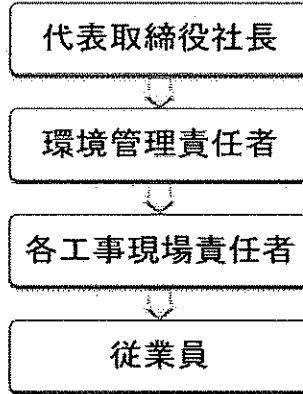 代表取締役社長
環境管理責任者
各工事現場責任者
従業員